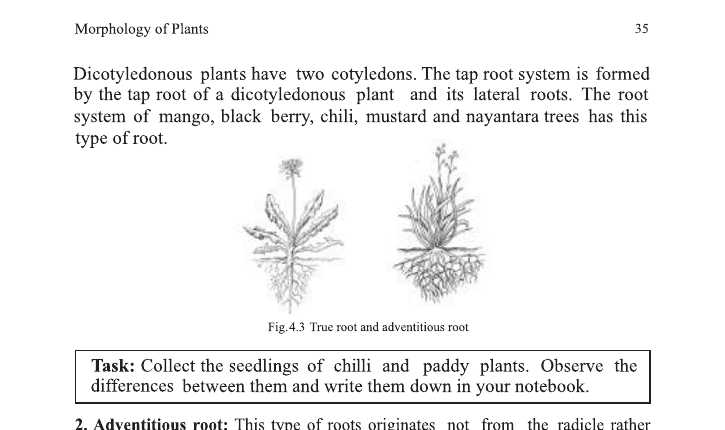 Morphology of Plants 35
Dicotyledonous plants have two cotyledons. The tap root system is formed
by the tap root of a dicotyledonous plant and its lateral roots. The root
system of mango, black berry, chili, mustard and nayantara trees has this
type of root.
Fig.4.3 True root and adventitious root
Task: Collect the seedlings of chilli and paddy plants. Observe the
differences between them and write them down in your notebook.
2. Adventitious root: This type of roots originates not from the radicle rather